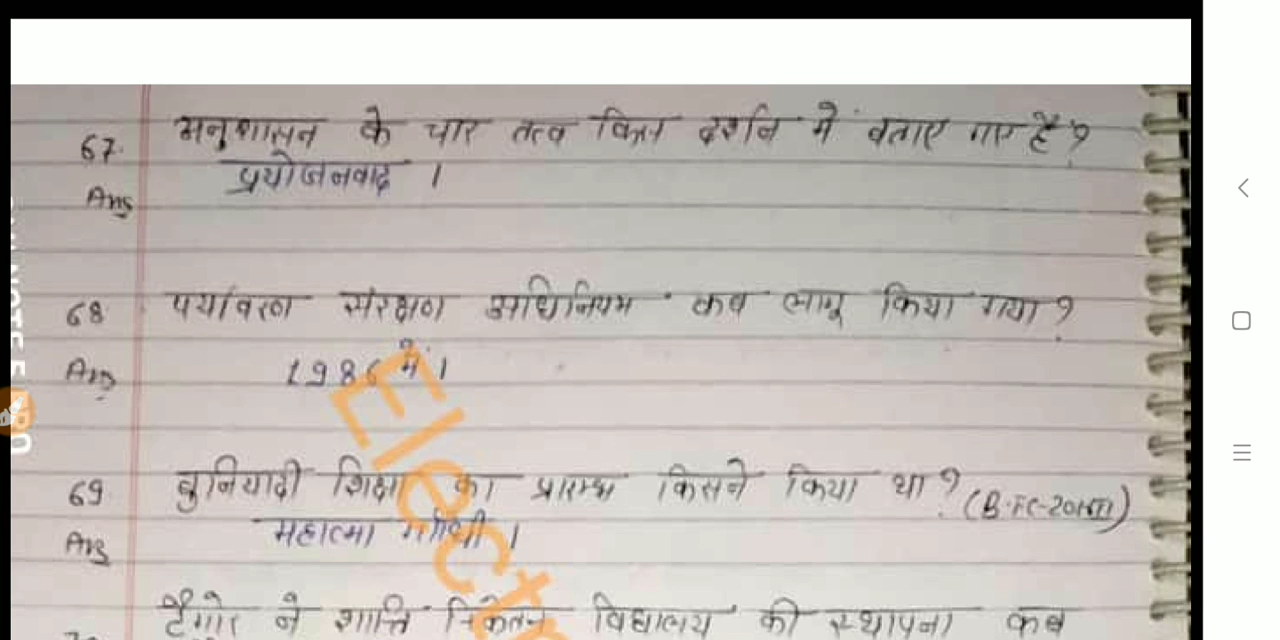 67. अनुशासन के चार तत्व किस दर्शन में बताए गए हैं?
Ans प्रयोजनवाद ।
68 पर्यावरण संरक्षण अधिनियम कब लागू किया गया?
Ans 1986 में ।
69 बुनियादी शिक्षा का प्रारम्भ किसने किया था?
Ans महात्मा गाँधी ।
टैगोर ने शान्ति निकेतन विद्यालय की स्थापना कब
Electr